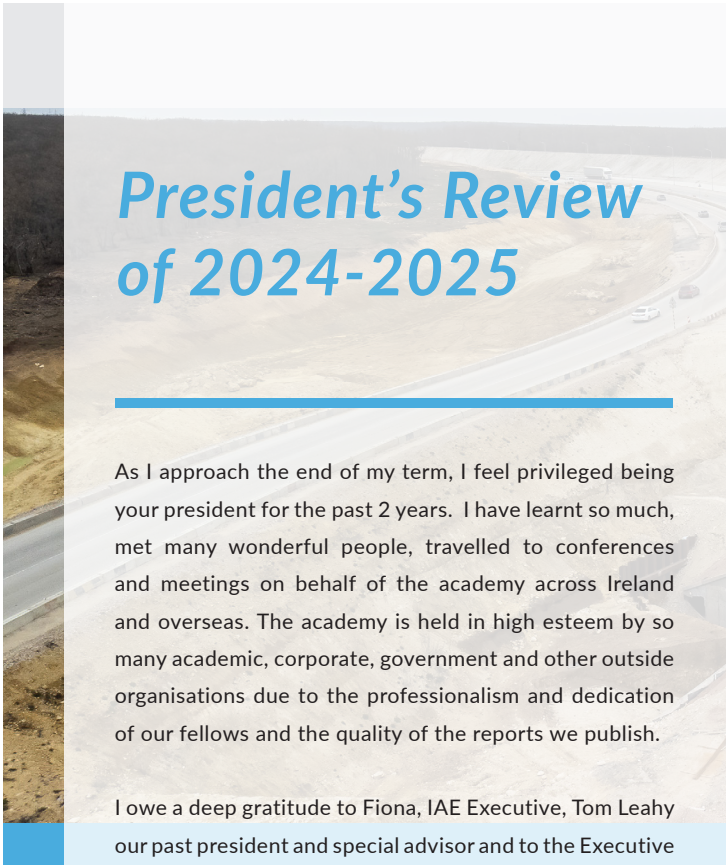 President’s Review
of 2024-2025
As I approach the end of my term, I feel privileged being
your president for the past 2 years.  I have learnt so much,
met many wonderful people, travelled to conferences
and meetings on behalf of the academy across Ireland
and overseas. The academy is held in high esteem by so
many academic, corporate, government and other outside
organisations due to the professionalism and dedication
of our fellows and the quality of the reports we publish.
I owe a deep gratitude to Fiona, IAE Executive, Tom Leahy
our past president and special advisor and to the Executive